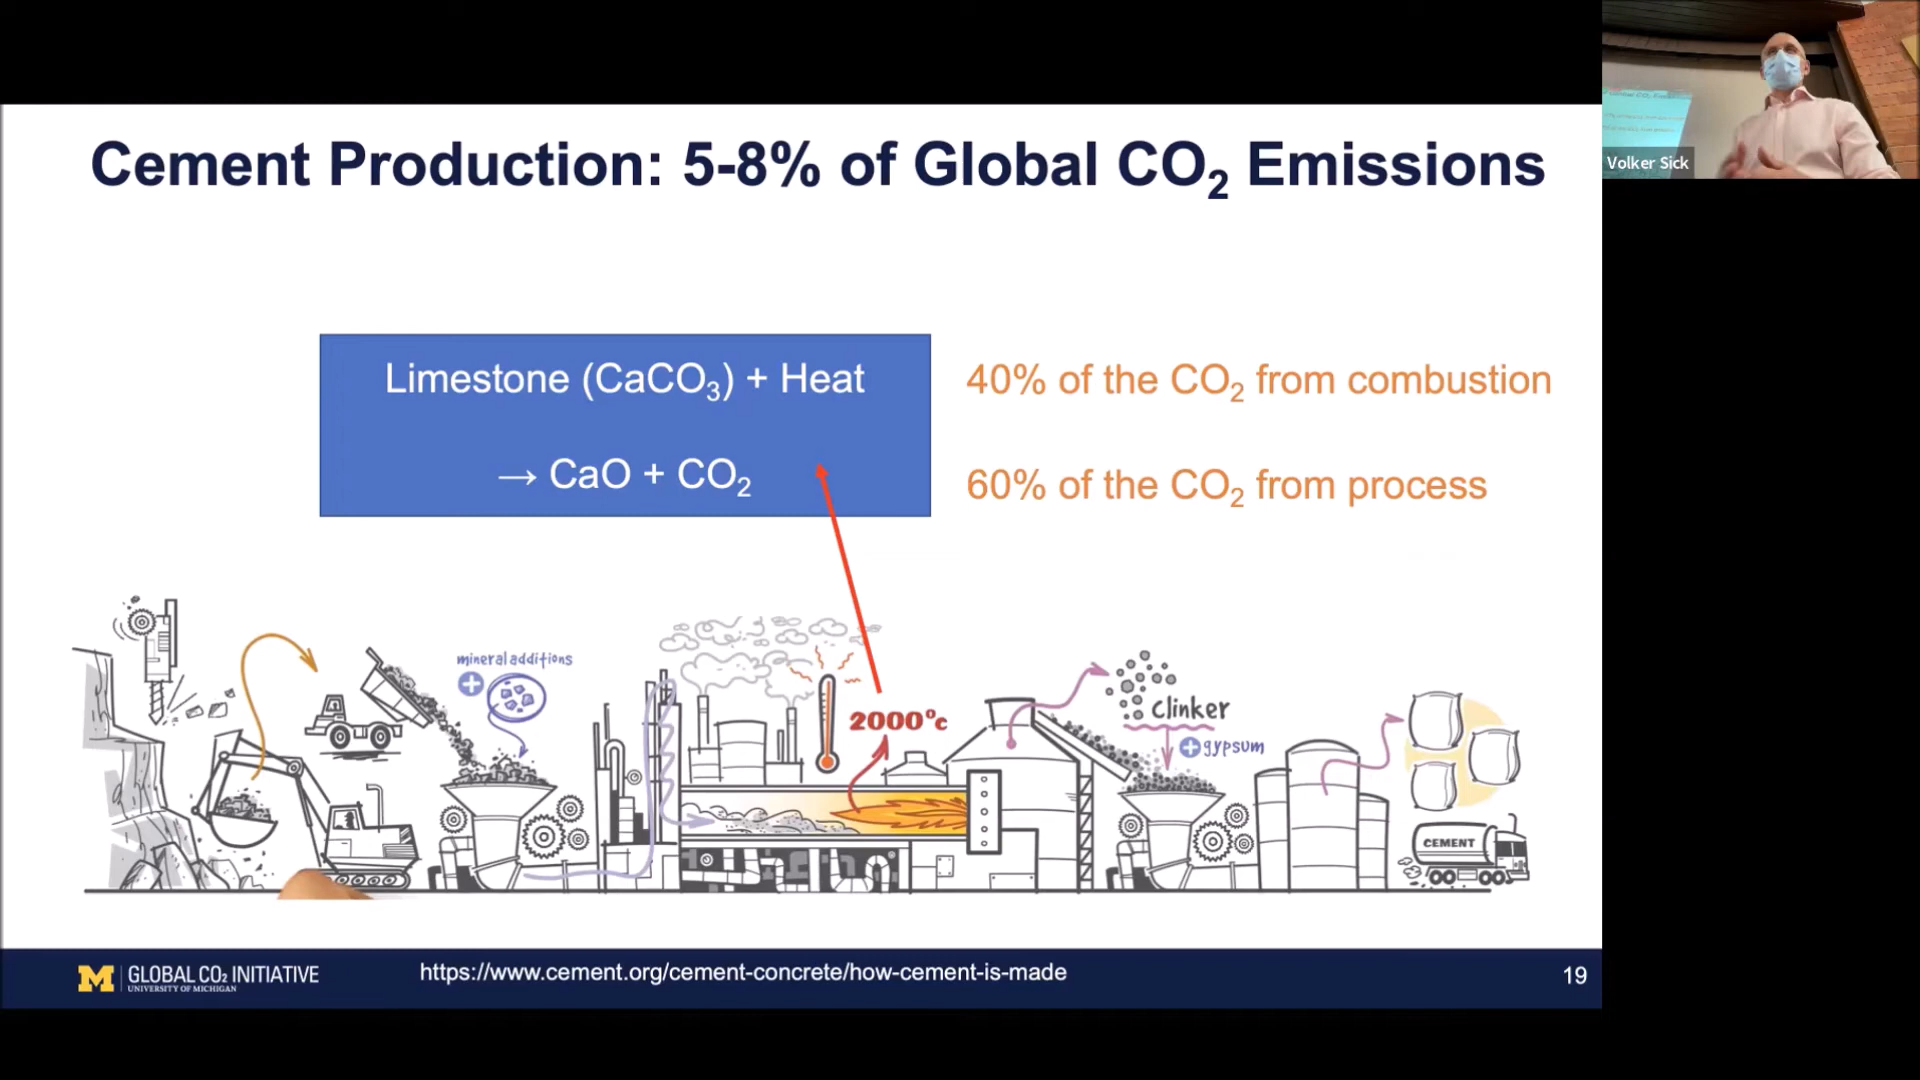 Cement Production: 5-8% of Global CO₂ Emissions
Volker Sick
Limestone (CaCO₃) + Heat
→ CaO + CO₂
40% of the CO₂ from combustion
60% of the CO₂ from process
mineral additions
+
2000°c
clinker
+ gypsum
CEMENT
M
GLOBAL CO₂ INITIATIVE
UNIVERSITY OF MICHIGAN
https://www.cement.org/cement-concrete/how-cement-is-made
19